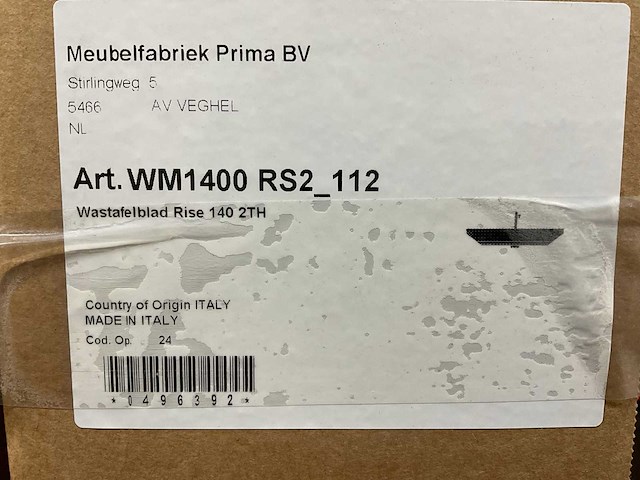 Meubelfabriek Prima BV
Stirlingweg 5
5466 AV VEGHEL
NL
Art. WM1400 RS2_112
Wastafelblad Rise 140 2TH
Country of Origin ITALY
MADE IN ITALY
Cod. Op. 24
*0496392*